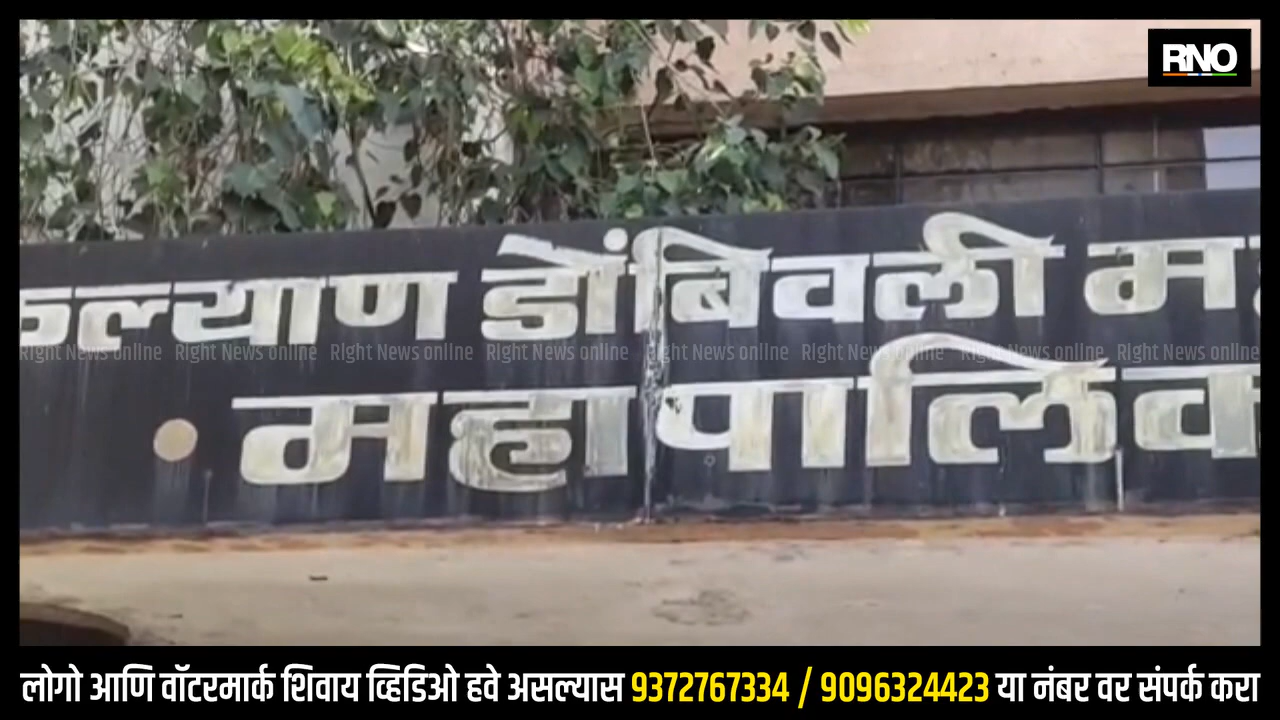 RNO
कल्याण डोंबिवली
महापालिक
Right News online Right News online Right News online Right News online Right News online Right News online Right News online Right News online
लोगो आणि वॉटरमार्क शिवाय व्हिडिओ हवे असल्यास 9372767334 / 9096324423 या नंबर वर संपर्क करा